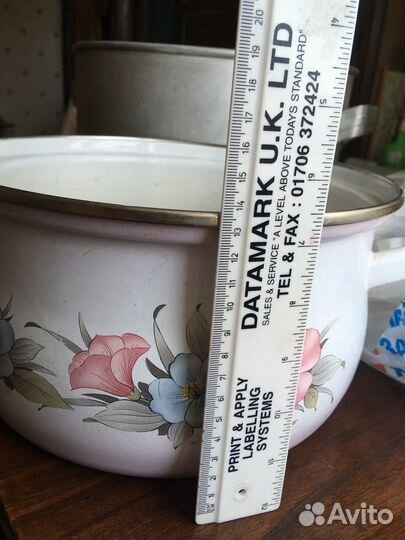 DATAMARK U.K. LTD
SALES & SERVICE "A LEVEL ABOVE TODAYS STANDARD"
TEL & FAX : 01706 372424
PRINT & APPLY
LABELLING
SYSTEMS
Avito